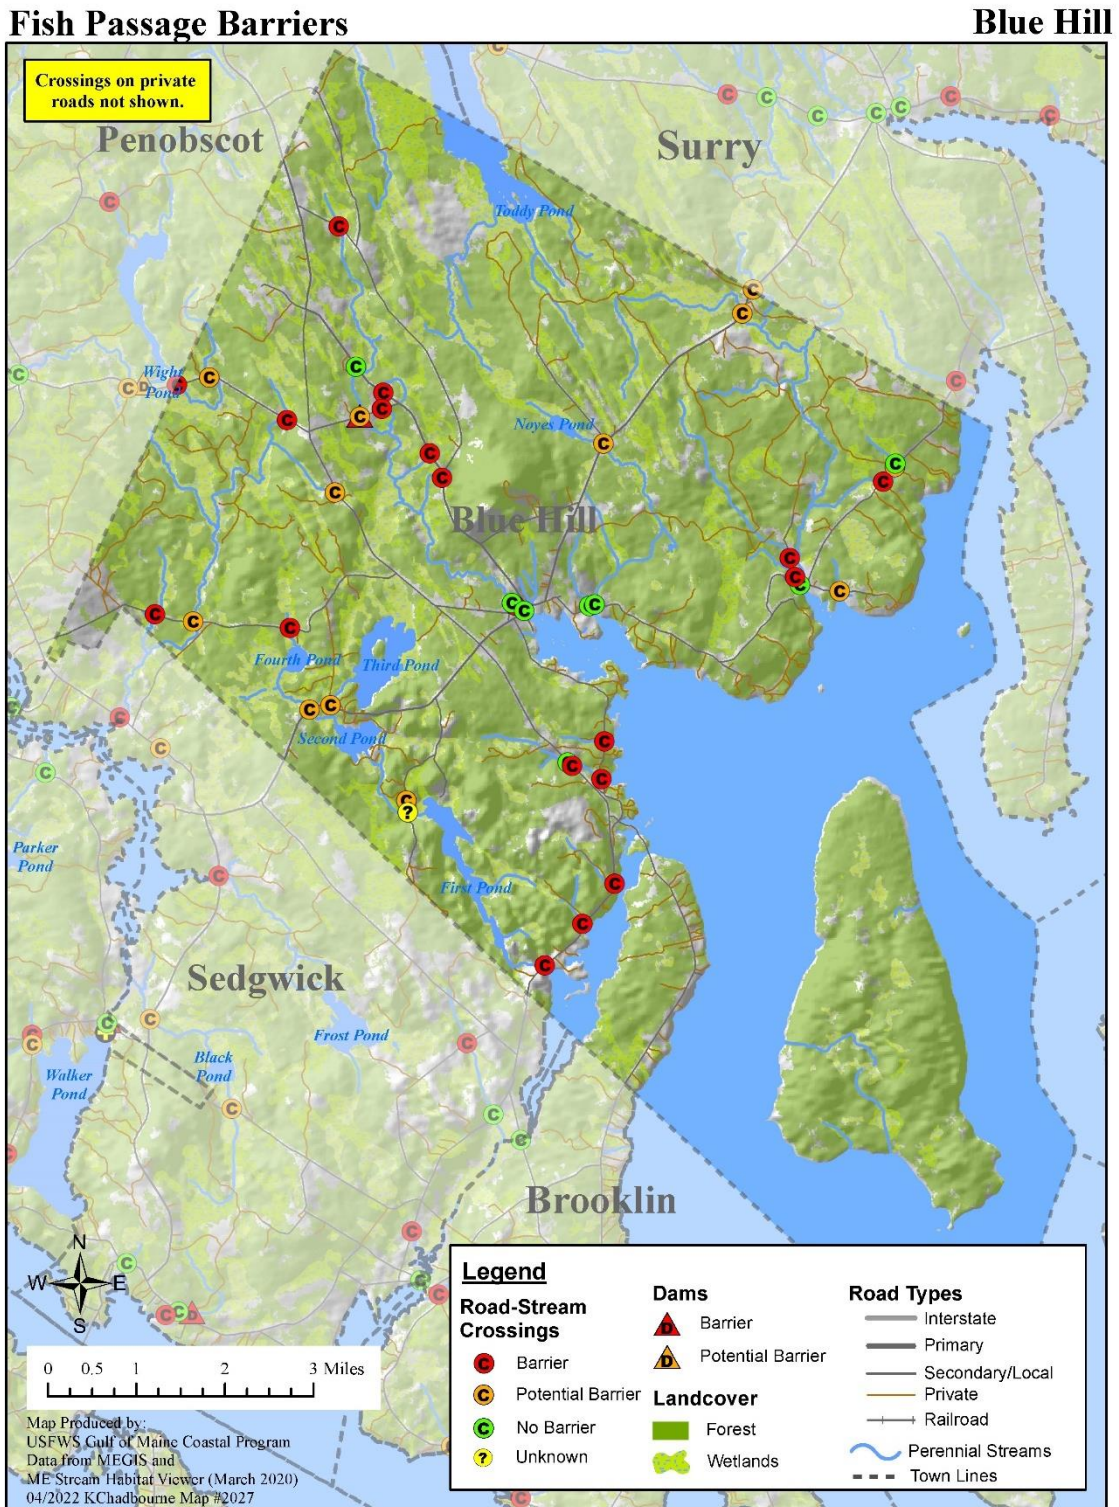 Fish Passage Barriers
Blue Hill
Crossings on private
roads not shown.
Penobscot
Surry
Toddy Pond
Wight
Pond
Noyes Pond
Blue Hill
Fourth Pond
Third Pond
Second Pond
First Pond
Parker
Pond
Sedgwick
Frost Pond
Black
Pond
Walker
Pond
Brooklin
N
W
E
S
0 0.5 1 2 3 Miles
Map Produced by:
USFWS Gulf of Maine Coastal Program
Data from MEGIS and
ME Stream Habitat Viewer (March 2020)
04/2022 KChadbourne Map #2027
Legend
Road-Stream
Crossings
C Barrier
C Potential Barrier
C No Barrier
? Unknown
Dams
D Barrier
D Potential Barrier
Landcover
Forest
Wetlands
Road Types
Interstate
Primary
Secondary/Local
Private
Railroad
Perennial Streams
Town Lines